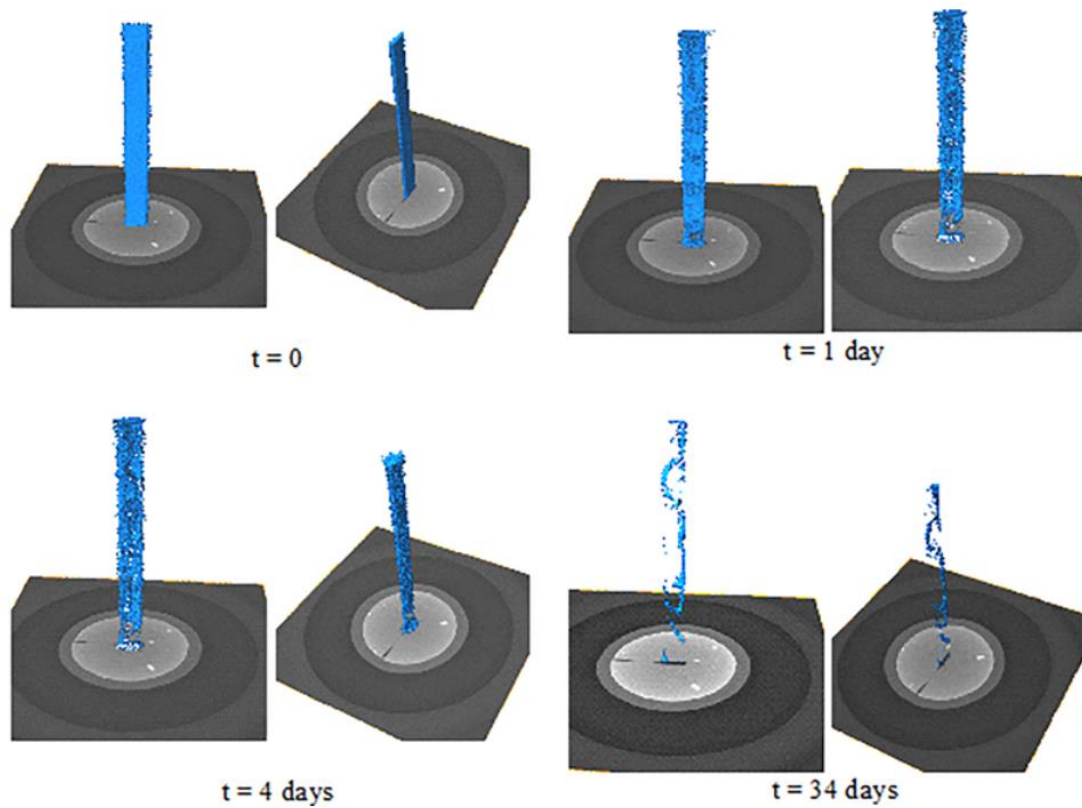 t = 0
t = 1 day
t = 4 days
t = 34 days